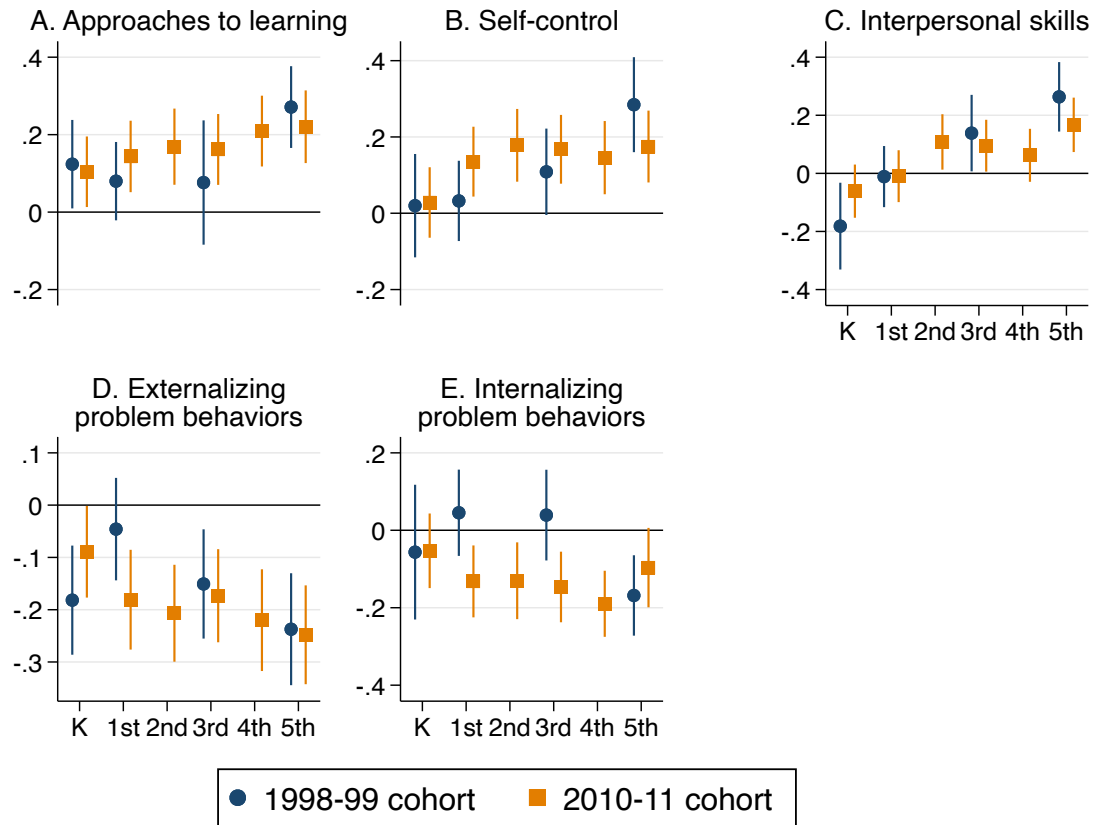 A. Approaches to learning
.4
.2
0
-.2
B. Self-control
.4
.2
0
-.2
C. Interpersonal skills
.4
.2
0
-.2
-.4
K 1st 2nd 3rd 4th 5th
D. Externalizing
problem behaviors
.1
0
-.1
-.2
-.3
K 1st 2nd 3rd 4th 5th
E. Internalizing
problem behaviors
.2
0
-.2
-.4
K 1st 2nd 3rd 4th 5th
1998-99 cohort 2010-11 cohort